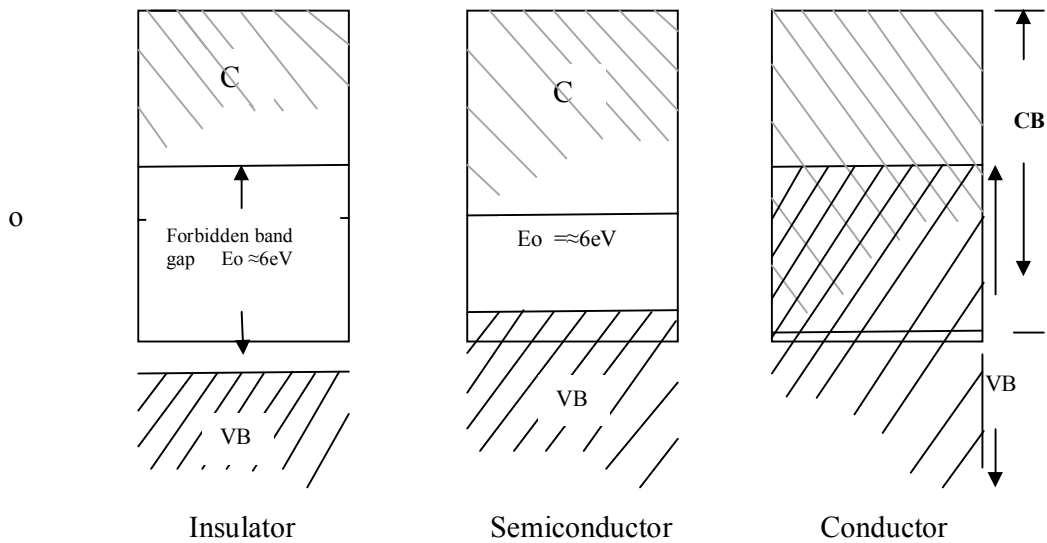 C
C
CB
o
Forbidden band
gap Eo ≈6eV
Eo =≈6eV
VB
VB
VB
Insulator
Semiconductor
Conductor